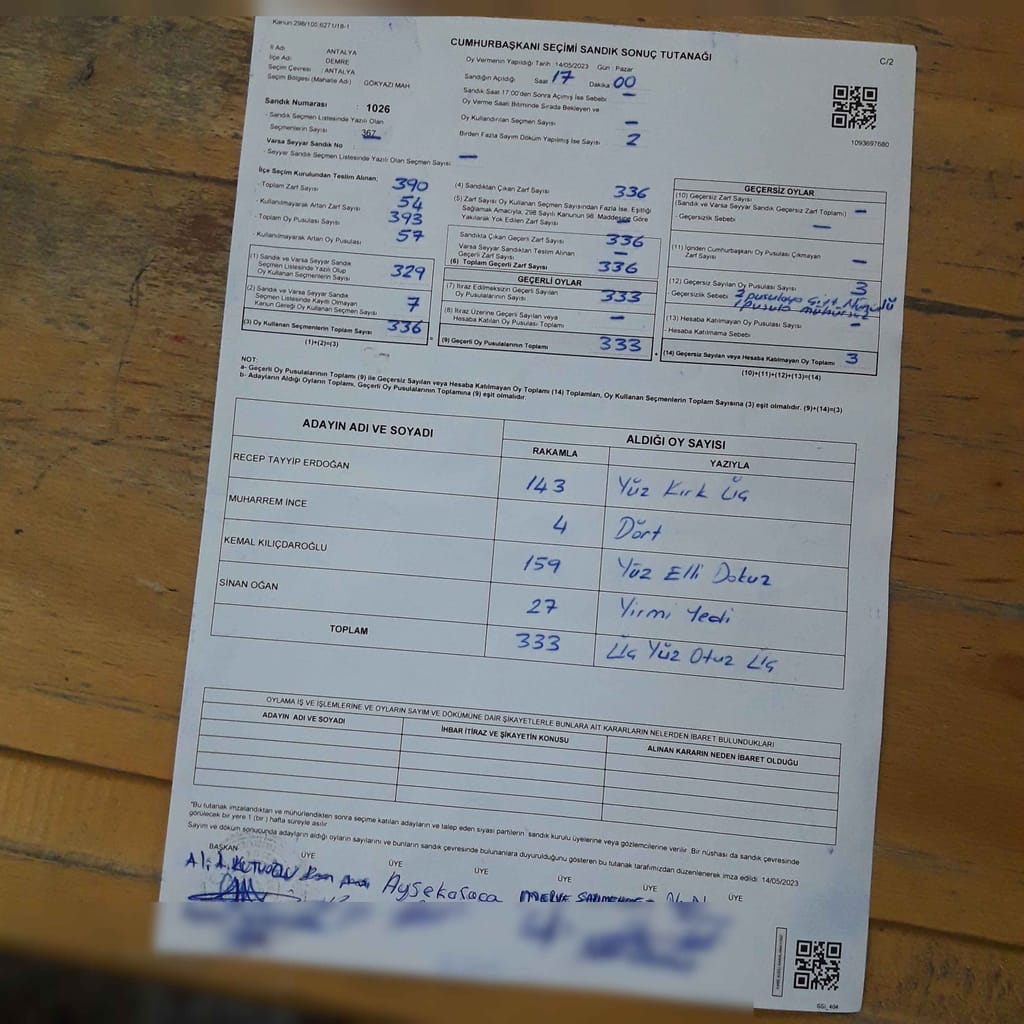 Kanun 298/105:6271/18-1
CUMHURBAŞKANI SEÇİMİ SANDIK SONUÇ TUTANAĞI
C/2
İl Adı : ANTALYA
İlçe Adı : DEMRE
Seçim Çevresi : ANTALYA
Seçim Bölgesi (Mahalle Adı) : GÖKYAZI MAH
Oy Vermenin Yapıldığı Tarih : 14/05/2023 Gün : Pazar
Sandığın Açıldığı Saat 17 Dakika 00
Sandık Saat 17:00'den Sonra Açımış İse Sebebi –
Oy Verme Saati Bitiminde Sırada Bekleyen ve
Oy Kullandırılan Seçmen Sayısı –
Birden Fazla Sayım Döküm Yapılmış İse Sayısı 2
1093697680
Sandık Numarası : 1026
- Sandık Seçmen Listesinde Yazılı Olan
Seçmenlerin Sayısı 367
Varsa Seyyar Sandık No
- Seyyar Sandık Seçmen Listesinde Yazılı Olan Seçmen Sayısı –
İlçe Seçim Kurulundan Teslim Alınan;
- Toplam Zarf Sayısı 390
- Kullanılmayarak Artan Zarf Sayısı 54
- Toplam Oy Pusulası Sayısı 393
- Kullanılmayarak Artan Oy Pusulası 57
(1) Sandık ve Varsa Seyyar Sandık
Seçmen Listesinde Yazılı Olup
Oy Kullanan Seçmenlerin Sayısı 329
(2) Sandık ve Varsa Seyyar Sandık
Seçmen Listesinde Kayıtlı Olmayan
Kanun Gereği Oy Kullanan Seçmen Sayısı 7
(3) Oy Kullanan Seçmenlerin Toplam Sayısı 336
(1)+(2)=(3)
(4) Sandıktan Çıkan Zarf Sayısı 336
(5) Zarf Sayısı Oy Kullanan Seçmen Sayısından Fazla İse, Eşitliği
Sağlamak Amacıyla, 298 Sayılı Kanunun 98. Maddesine Göre
Yakılarak Yok Edilen Zarf Sayısı –
Sandıkta Çıkan Geçerli Zarf Sayısı 336
Varsa Seyyar Sandıktan Teslim Alınan
Geçerli Zarf Sayısı –
(6) Toplam Geçerli Zarf Sayısı 336
GEÇERLİ OYLAR
(7) İtiraz Edilmeksizin Geçerli Sayılan
Oy Pusulalarının Sayısı 333
(8) İtiraz Üzerine Geçerli Sayılan veya
Hesaba Katılan Oy Pusulası Toplamı –
(9) Geçerli Oy Pusulalarının Toplamı 333
GEÇERSİZ OYLAR
(10) Geçersiz Zarf Sayısı
(Sandık ve Varsa Seyyar Sandık Geçersiz Zarf Toplamı) –
- Geçersizlik Sebebi –
(11) İçinden Cumhurbaşkanı Oy Pusulası Çıkmayan
Zarf Sayısı –
(12) Geçersiz Sayılan Oy Pusulası Sayısı 3
Geçersizlik Sebebi 2 pusulaya
1 pusula mühürsüz
(13) Hesaba Katılmayan Oy Pusulası Sayısı –
- Hesaba Katılmama Sebebi
(14) Geçersiz Sayılan veya Hesaba Katılmayan Oy Toplamı 3
(10)+(11)+(12)+(13)=(14)
NOT:
a- Geçerli Oy Pusulalarının Toplamı (9) ile Geçersiz Sayılan veya Hesaba Katılmayan Oy Toplamı (14) Toplamları, Oy Kullanan Seçmenlerin Toplam Sayısına (3) eşit olmalıdır. (9)+(14)=(3)
b- Adayların Aldığı Oyların Toplamı, Geçerli Oy Pusulalarının Toplamına (9) eşit olmalıdır.
ADAYIN ADI VE SOYADI ALDIĞI OY SAYISI
RAKAMLA YAZIYLA
RECEP TAYYİP ERDOĞAN 143 Yüz Kırk Üç
MUHARREM İNCE 4 Dört
KEMAL KILIÇDAROĞLU 159 Yüz Elli Dokuz
SİNAN OĞAN 27 Yirmi Yedi
TOPLAM 333 Üç Yüz Otuz Üç
OYLAMA İŞ VE İŞLEMLERİNE VE OYLARIN SAYIM VE DÖKÜMÜNE DAİR ŞİKAYETLERLE BUNLARA AİT KARARLARIN NELERDEN İBARET BULUNDUKLARI
ADAYIN ADI VE SOYADI İHBAR İTİRAZ VE ŞİKAYETİN KONUSU ALINAN KARARIN NEDEN İBARET OLDUĞU
"Bu tutanak imzalandıktan ve mühürlendikten sonra seçime katılan adayların ve talep eden siyasi partilerin, sandık kurulu üyelerine veya gözlemcilerine verilir. Bir nüshası da sandık çevresinde
görülecek bir yere 1 (bir ) hafta süreyle asılır
Sayım ve döküm sonucunda adayların aldığı oyların sayılarını ve bunların sandık çevresinde bulunanlara duyurulduğunu gösteren bu tutanak tarafımızdan düzenlenerek imza edildi. 14/05/2023
BAŞKAN ÜYE ÜYE ÜYE ÜYE ÜYE ÜYE
Ayşe
GSI_404